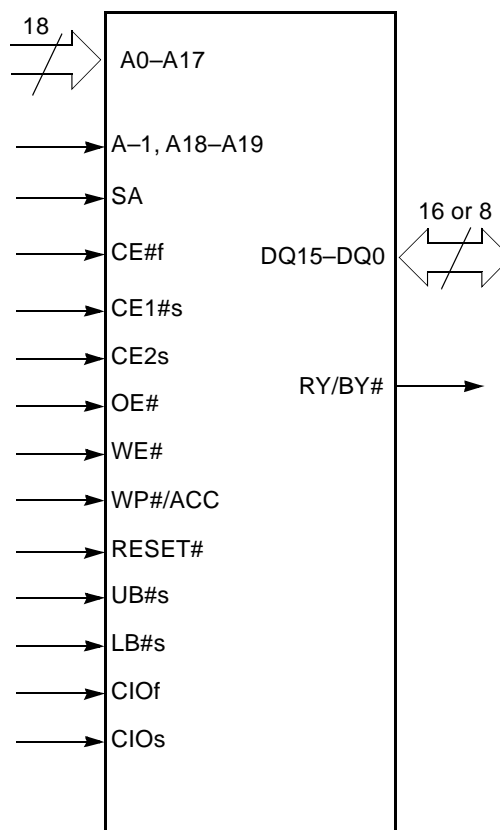 18
A0–A17
A–1, A18–A19
SA
16 or 8
CE#f
DQ15–DQ0
CE1#s
CE2s
RY/BY#
OE#
WE#
WP#/ACC
RESET#
UB#s
LB#s
CIOf
CIOs